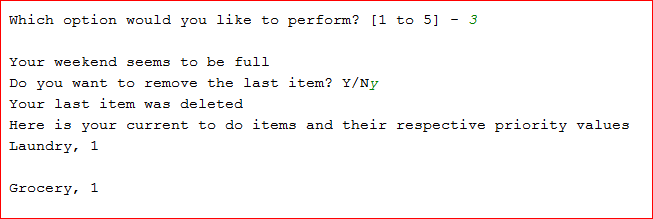 Which option would you like to perform? [1 to 5] - 3
Your weekend seems to be full
Do you want to remove the last item? Y/Ny
Your last item was deleted
Here is your current to do items and their respective priority values
Laundry, 1
Grocery, 1